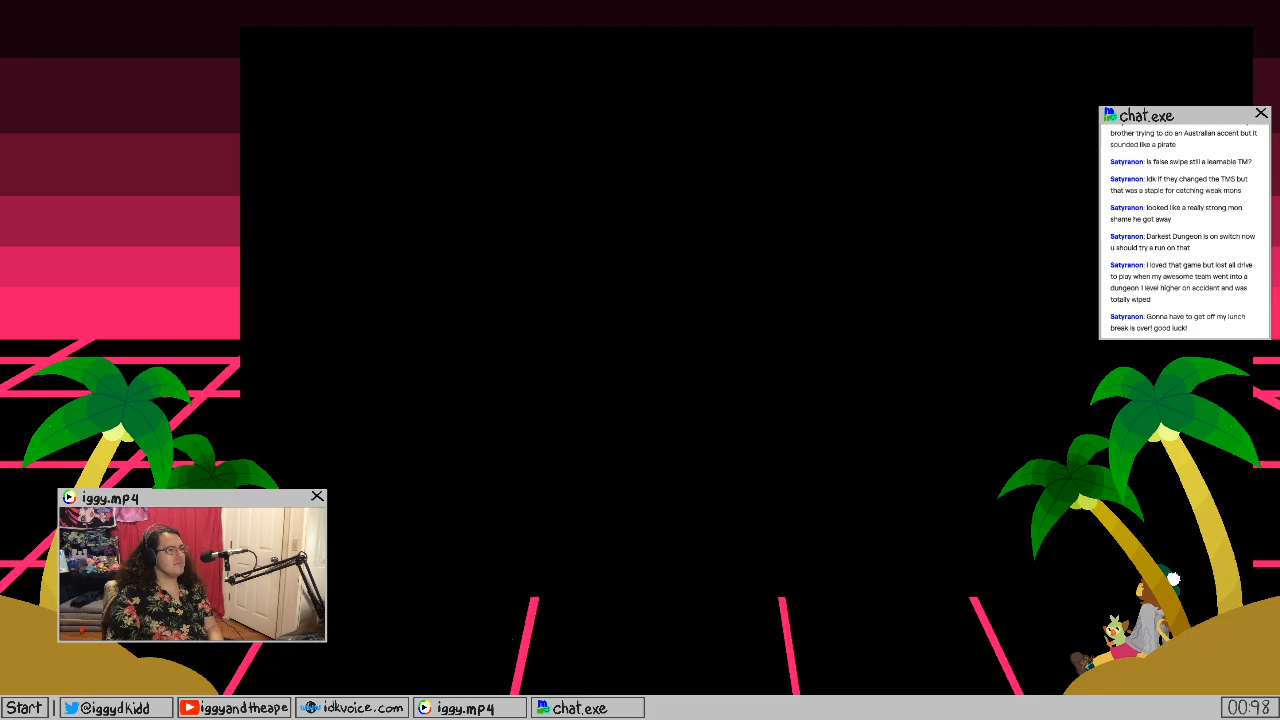 chat.exe
brother trying to do an Australian accent but it
sounded like a pirate
Satyranon: Is false swipe still a learnable TM?
Satyranon: Idk if they changed the TMS but
that was a staple for catching weak mons
Satyranon: looked like a really strong mon
shame he got away
Satyranon: Darkest Dungeon is on switch now
u should try a run on that
Satyranon: I loved that game but lost all drive
to play when my awesome team went into a
dungeon I level higher on accident and was
totally wiped
Satyranon: Gonna have to get off my lunch
break is over! good luck!
iggy.mp4
Start | @iggydkidd iggyandtheape idkvoice.com iggy.mp4 chat.exe 00:98